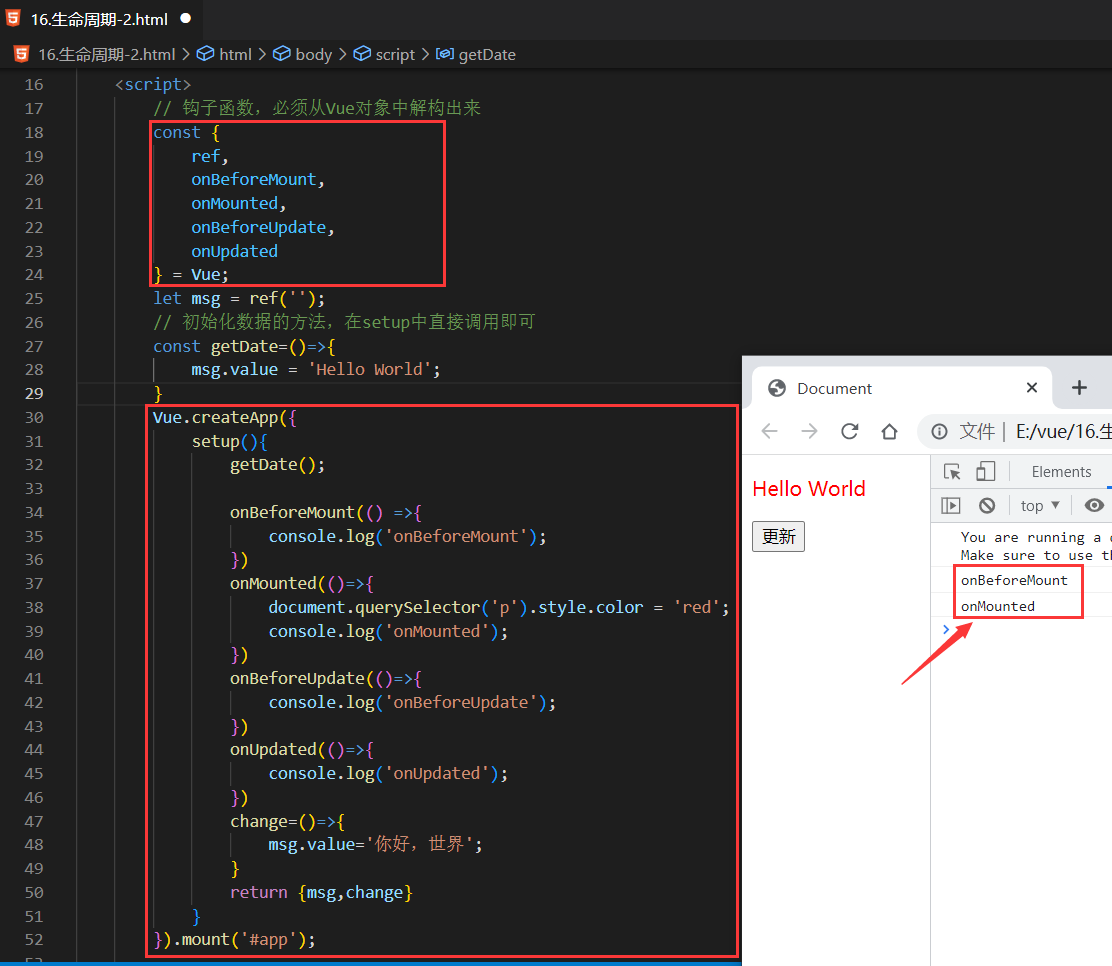 16.生命周期-2.html
16.生命周期-2.html > html > body > script > getDate
16 <script>
17 // 钩子函数，必须从Vue对象中解构出来
18 const {
19 ref,
20 onBeforeMount,
21 onMounted,
22 onBeforeUpdate,
23 onUpdated
24 } = Vue;
25 let msg = ref('');
26 // 初始化数据的方法，在setup中直接调用即可
27 const getDate=()=>{
28 msg.value = 'Hello World';
29 }
30 Vue.createApp({
31 setup(){
32 getDate();
33
34 onBeforeMount(() =>{
35 console.log('onBeforeMount');
36 })
37 onMounted(()=>{
38 document.querySelector('p').style.color = 'red';
39 console.log('onMounted');
40 })
41 onBeforeUpdate(()=>{
42 console.log('onBeforeUpdate');
43 })
44 onUpdated(()=>{
45 console.log('onUpdated');
46 })
47 change=()=>{
48 msg.value='你好，世界';
49 }
50 return {msg,change}
51 }
52 }).mount('#app');
Document
文件 | E:/vue/16.生
Hello World
更新
Elements
top
You are running a
Make sure to use
onBeforeMount
onMounted